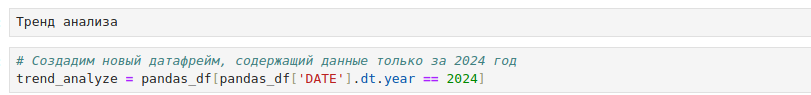 Тренд анализа
# Создадим новый датафрейм, содержащий данные только за 2024 год
trend_analyze = pandas_df[pandas_df['DATE'].dt.year == 2024]